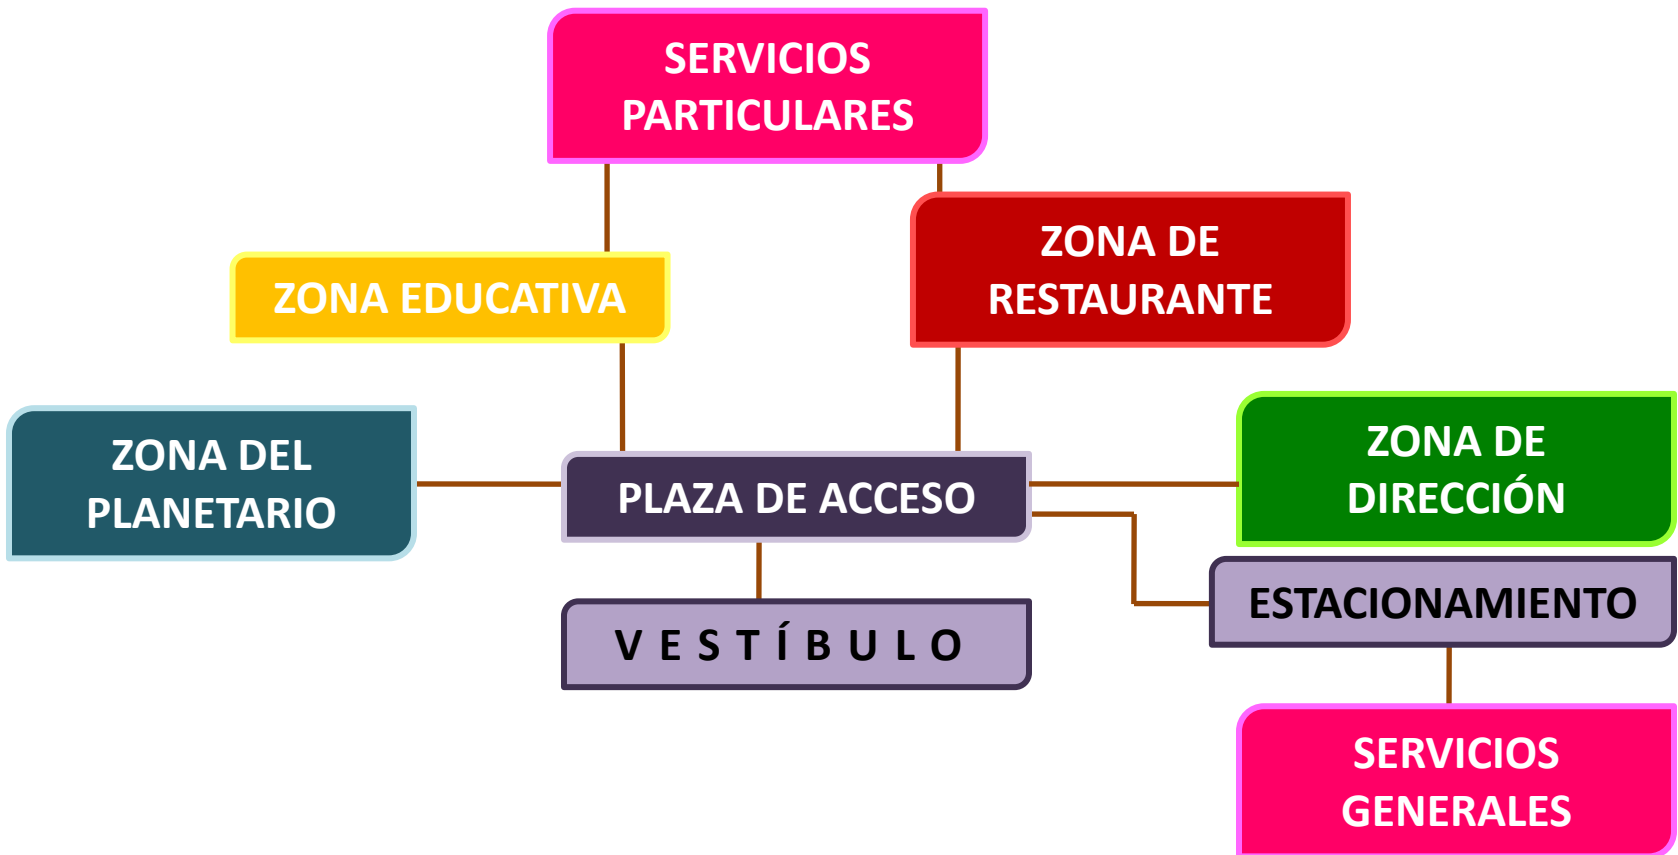 SERVICIOS
PARTICULARES
ZONA DE
RESTAURANTE
ZONA EDUCATIVA
ZONA DEL
PLANETARIO
PLAZA DE ACCESO
ZONA DE
DIRECCIÓN
ESTACIONAMIENTO
V E S T Í B U L O
SERVICIOS
GENERALES